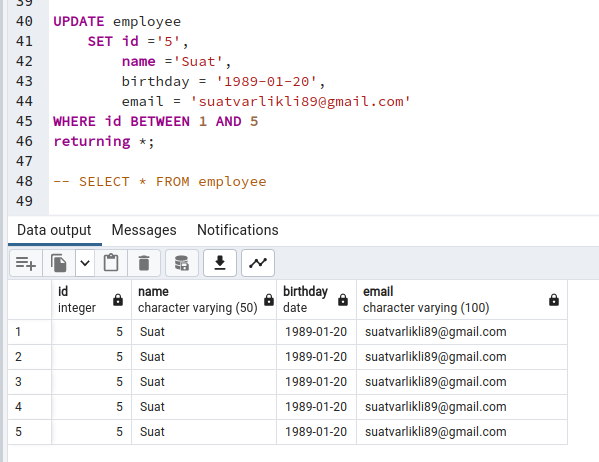 39
40 UPDATE employee
41     SET id ='5',
42         name ='Suat',
43         birthday = '1989-01-20',
44         email = 'suatvarlikli89@gmail.com'
45 WHERE id BETWEEN 1 AND 5
46 returning *;
47
48 -- SELECT * FROM employee
49
Data output Messages Notifications
id name birthday email
integer character varying (50) date character varying (100)
1 5 Suat 1989-01-20 suatvarlikli89@gmail.com
2 5 Suat 1989-01-20 suatvarlikli89@gmail.com
3 5 Suat 1989-01-20 suatvarlikli89@gmail.com
4 5 Suat 1989-01-20 suatvarlikli89@gmail.com
5 5 Suat 1989-01-20 suatvarlikli89@gmail.com